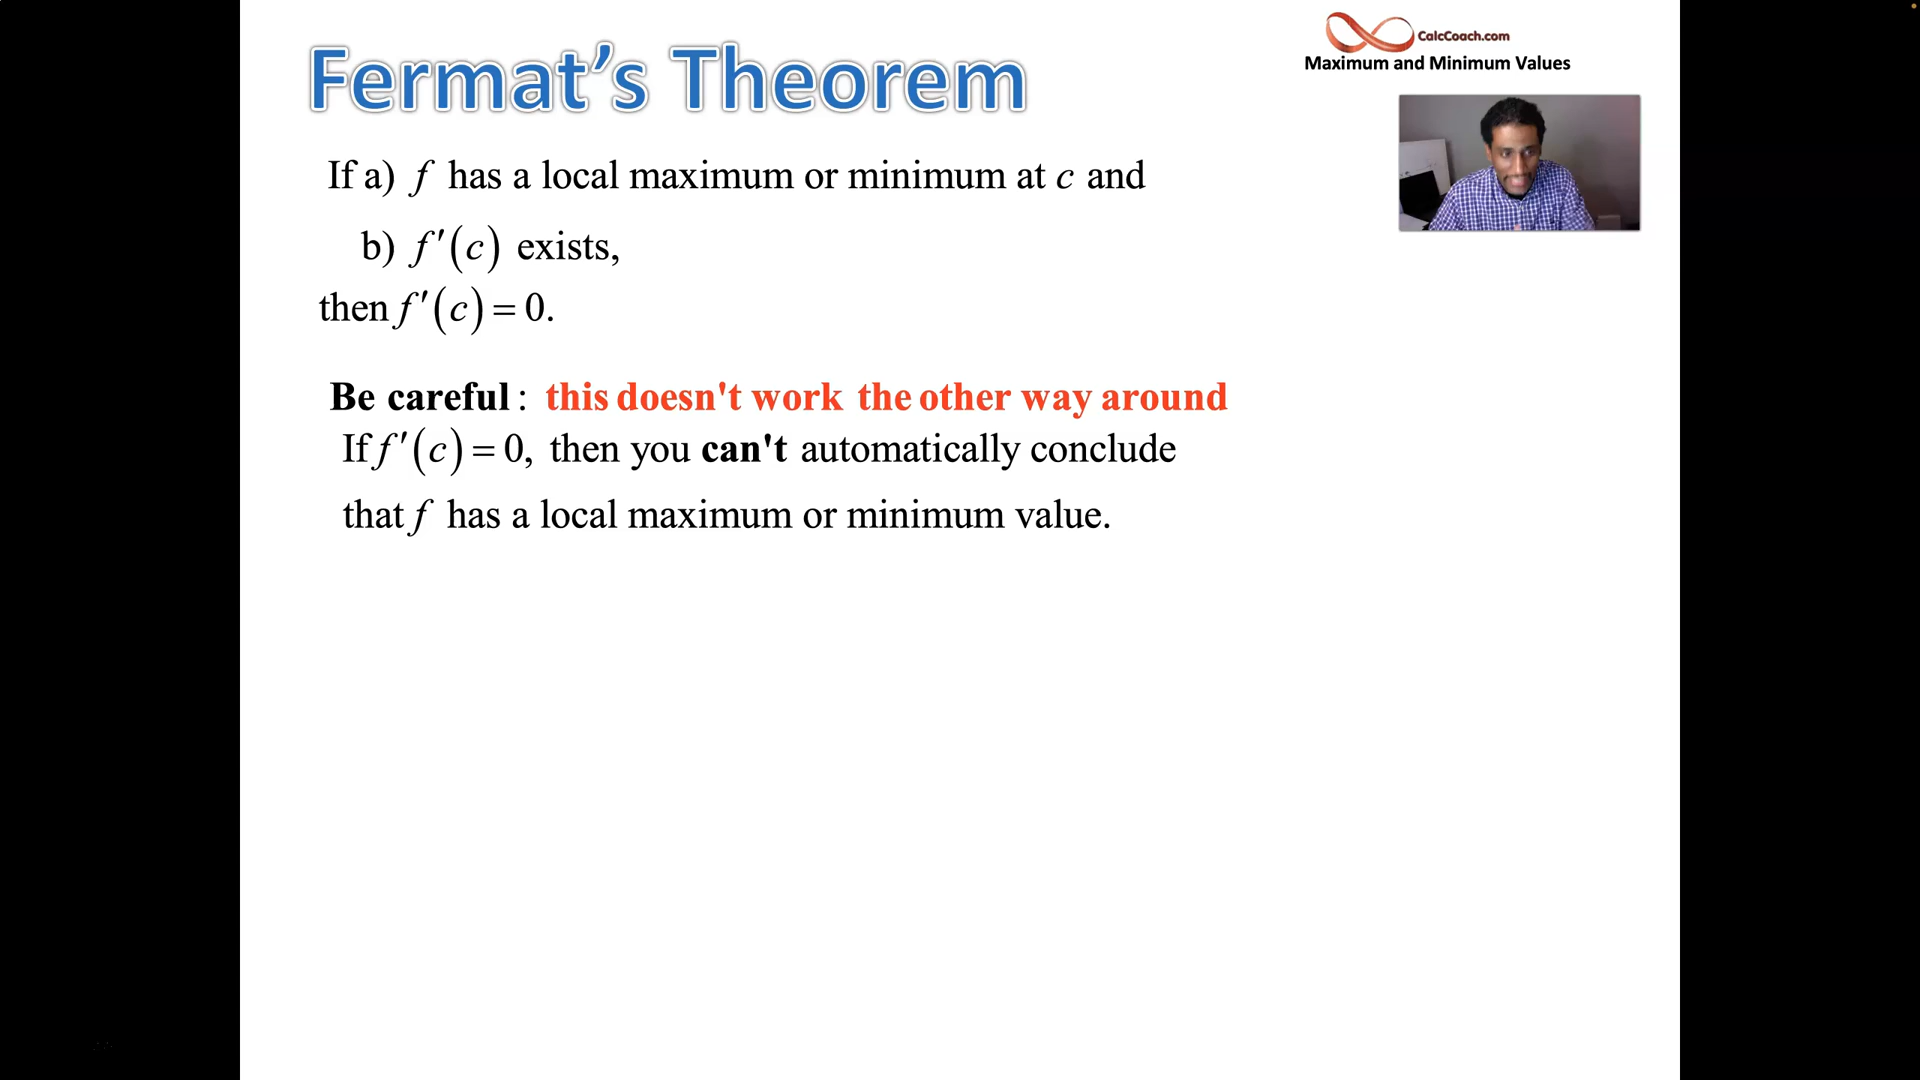 Fermat’s Theorem
CalcCoach.com
Maximum and Minimum Values
If a) f has a local maximum or minimum at c and
b) f′(c) exists,
then f′(c) = 0.
Be careful: this doesn't work the other way around
If f′(c) = 0, then you can't automatically conclude
that f has a local maximum or minimum value.